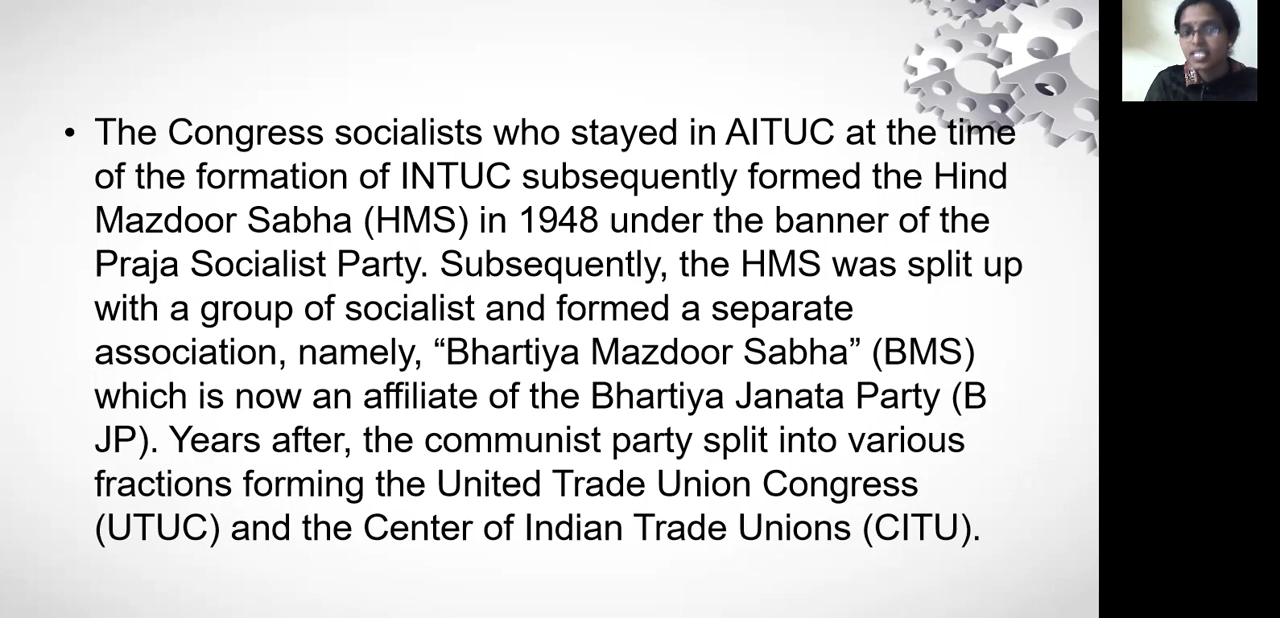 • The Congress socialists who stayed in AITUC at the time
of the formation of INTUC subsequently formed the Hind
Mazdoor Sabha (HMS) in 1948 under the banner of the
Praja Socialist Party. Subsequently, the HMS was split up
with a group of socialist and formed a separate
association, namely, “Bhartiya Mazdoor Sabha” (BMS)
which is now an affiliate of the Bhartiya Janata Party (B
JP). Years after, the communist party split into various
fractions forming the United Trade Union Congress
(UTUC) and the Center of Indian Trade Unions (CITU).